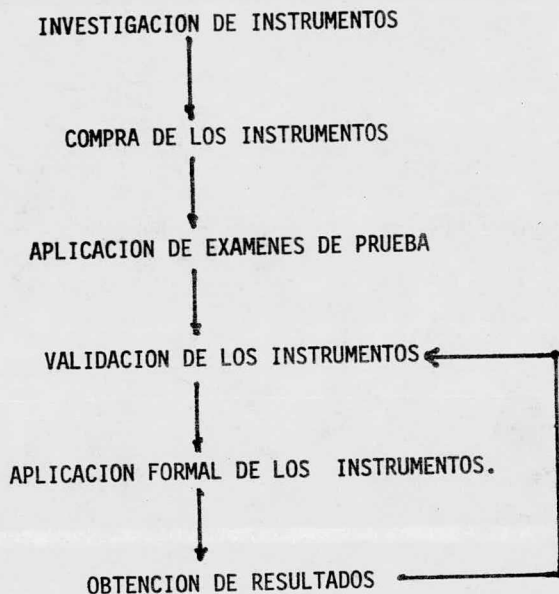 INVESTIGACION DE INSTRUMENTOS
COMPRA DE LOS INSTRUMENTOS
APLICACION DE EXAMENES DE PRUEBA
VALIDACION DE LOS INSTRUMENTOS
APLICACION FORMAL DE LOS INSTRUMENTOS.
OBTENCION DE RESULTADOS